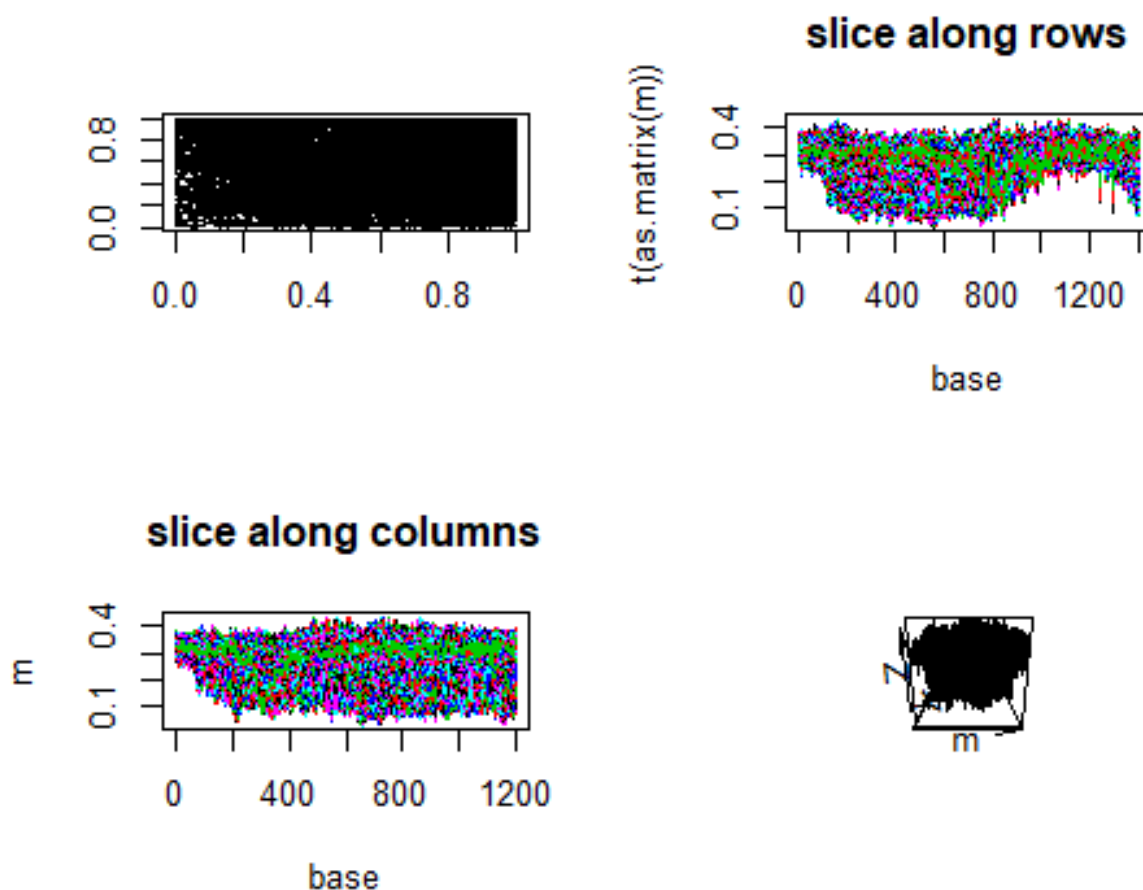 0.8
0.0
0.0 0.4 0.8
slice along rows
t(as.matrix(m))
0.4
0.1
0 400 800 1200
base
slice along columns
m
0.4
0.1
0 400 800 1200
base
Z
m